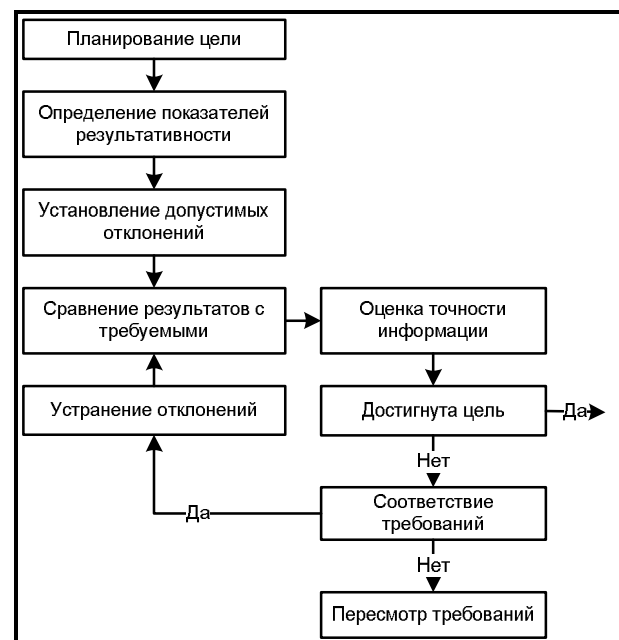 Планирование цели
Определение показателей
результативности
Установление допустимых
отклонений
Сравнение результатов с
требуемыми
Оценка точности
информации
Устранение отклонений
Достигнута цель
Да
Нет
Соответствие
требований
Да
Нет
Пересмотр требований